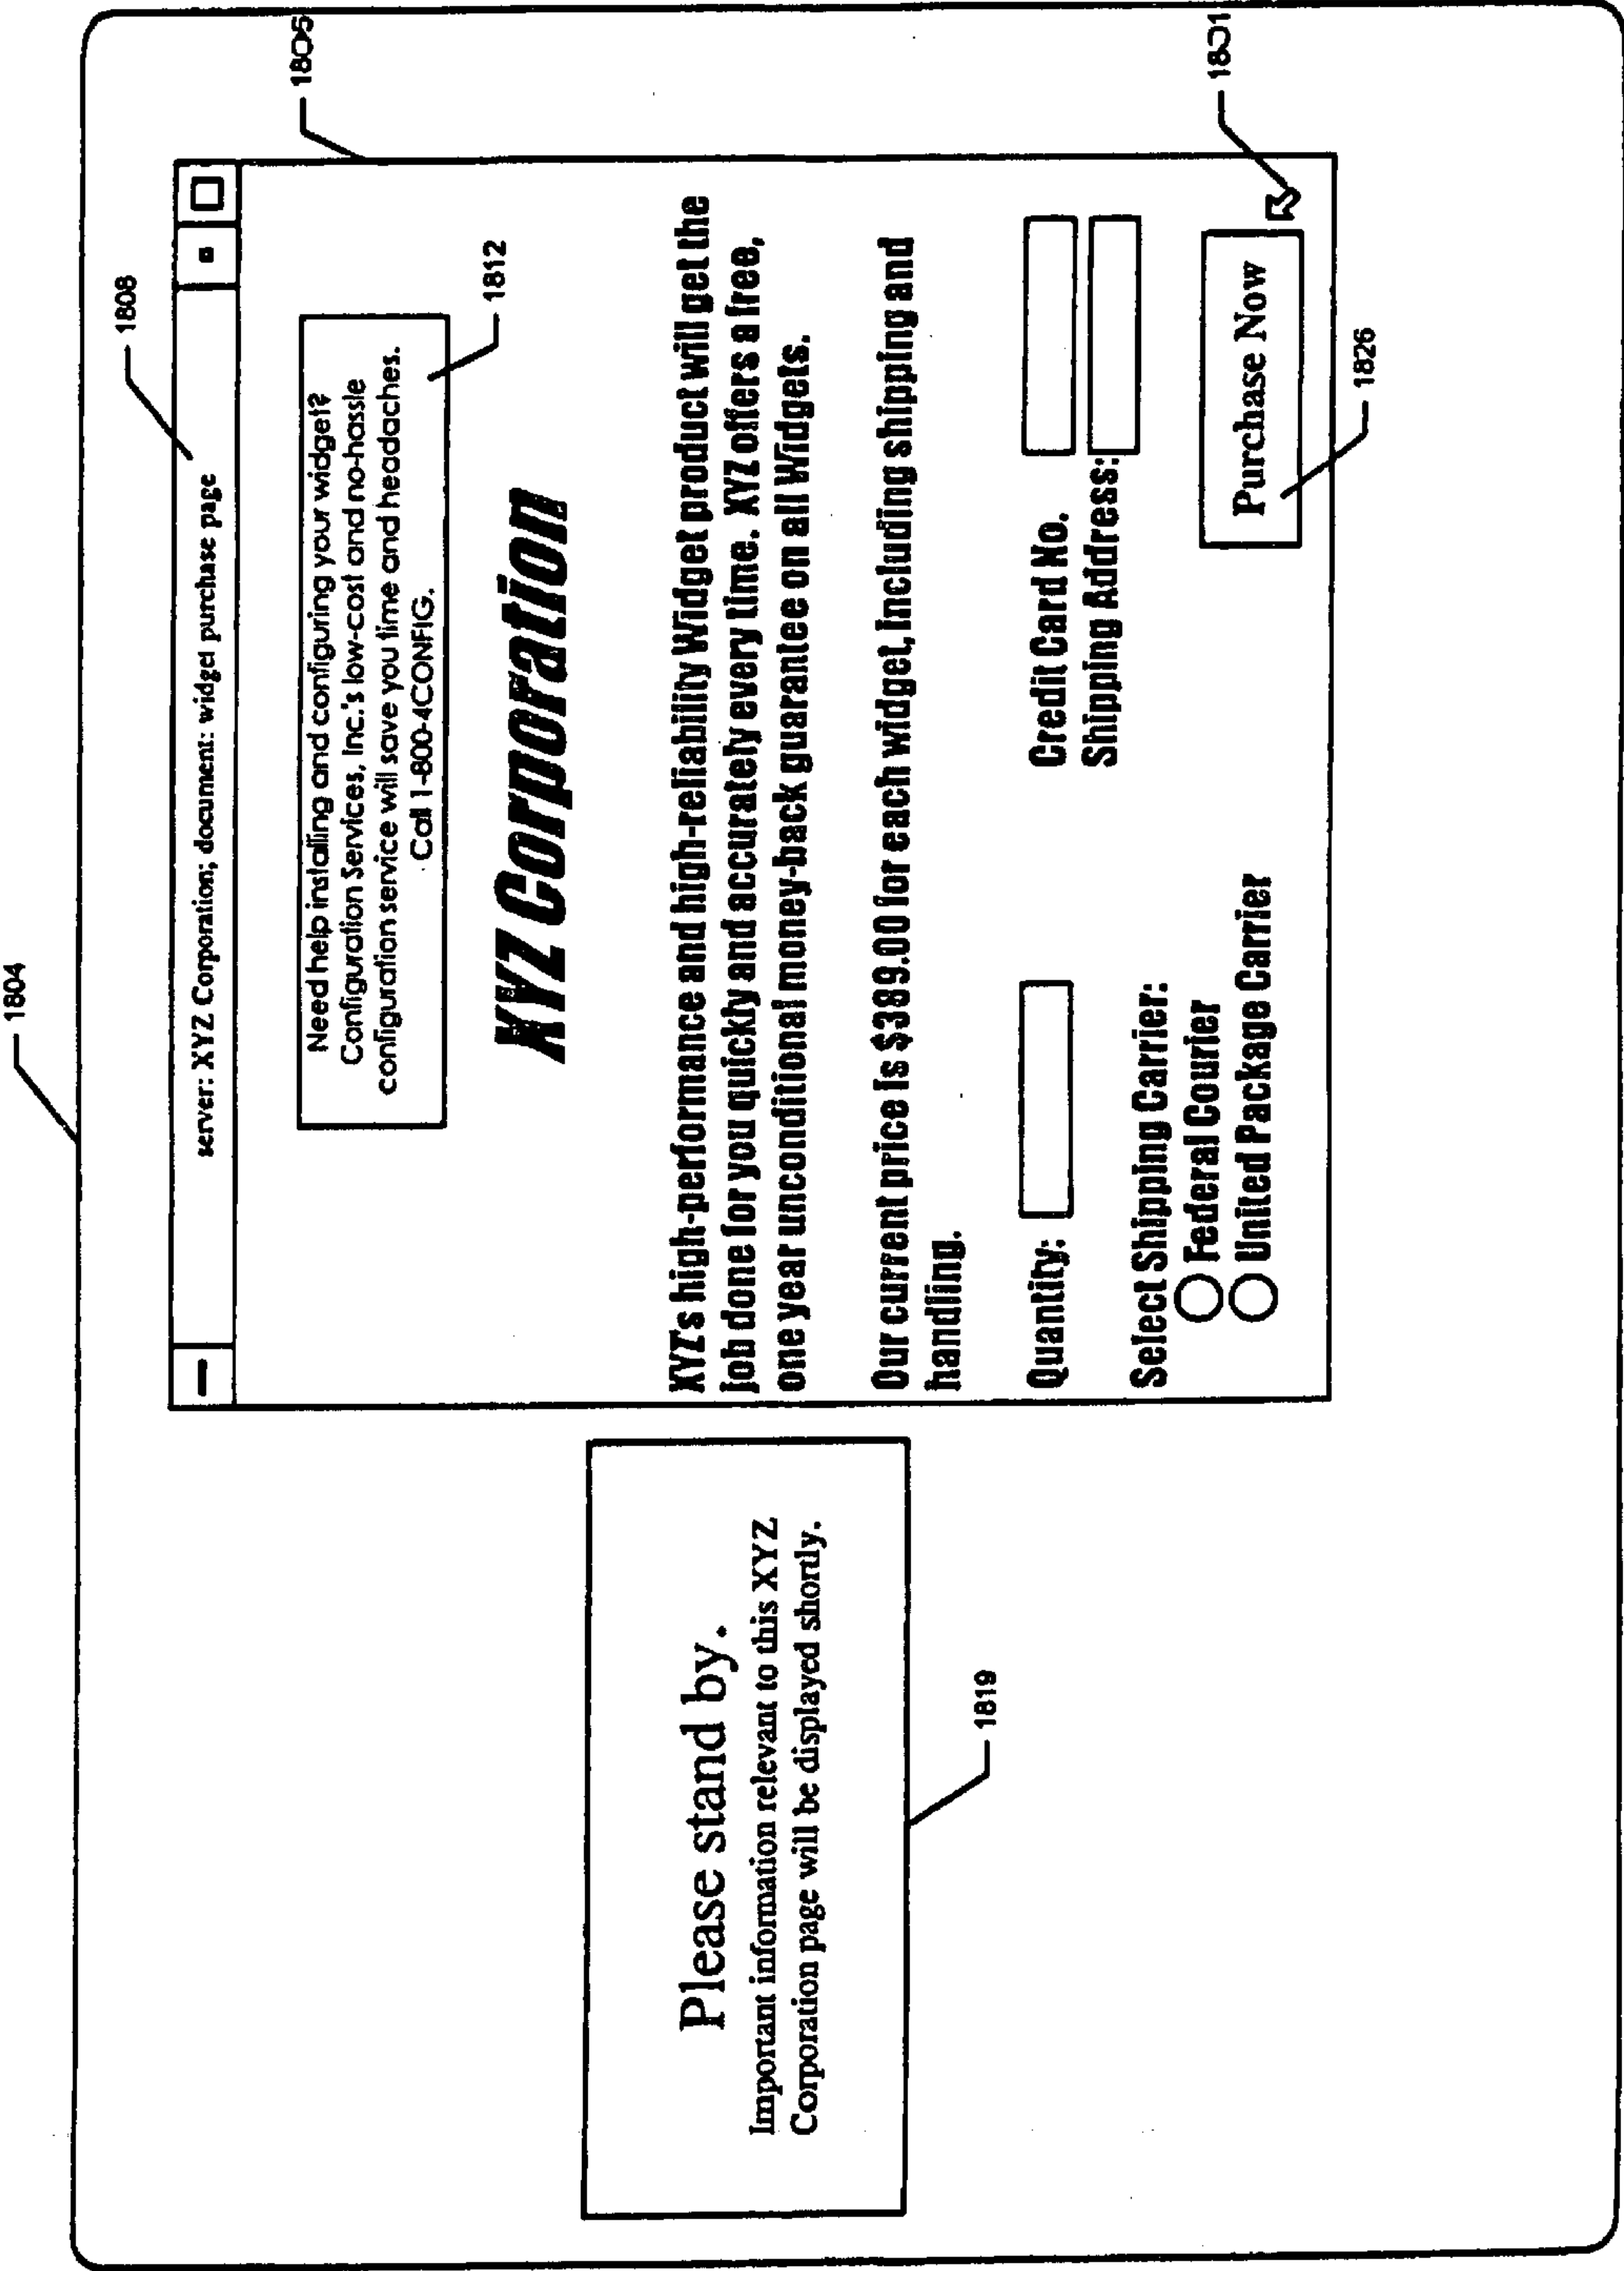 1804
1808
1806
server: XYZ Corporation; document: widget purchase page
Need help installing and configuring your widget?
Configuration Services, Inc.'s low-cost and no-hassle
configuration service will save you time and headaches.
Call 1-800-4CONFIG.
1812
XYZ Corporation
Please stand by.
Important information relevant to this XYZ
Corporation page will be displayed shortly.
1819
XYZ's high-performance and high-reliability Widget product will get the
job done for you quickly and accurately every time. XYZ offers a free,
one year unconditional money-back guarantee on all Widgets.
Our current price is $389.00 for each widget, including shipping and
handling.
Quantity:
Credit Card No.
Shipping Address:
Select Shipping Carrier:
Federal Courier
United Package Carrier
Purchase Now
1801
1826